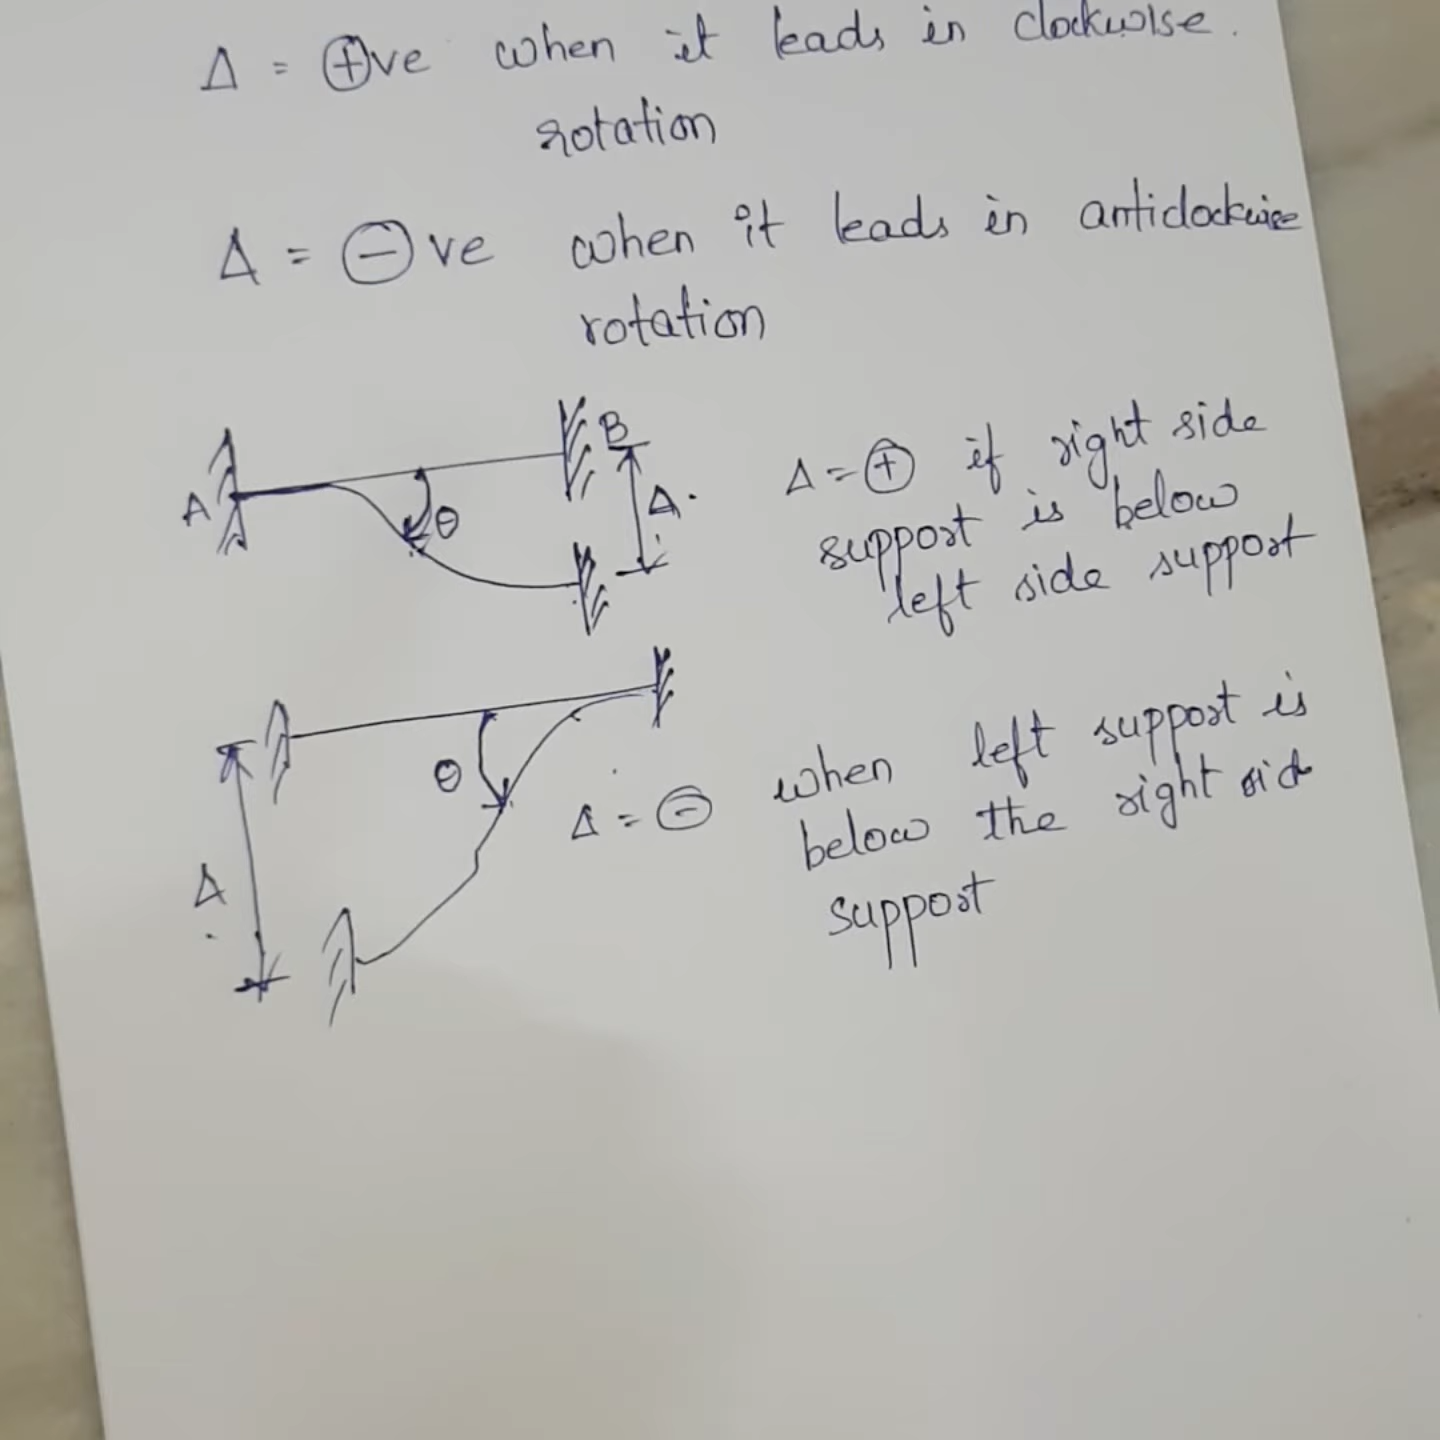 Δ = ⊕ve when it leads in clockwise.
rotation
Δ = ⊖ve when it leads in anticlockwise
rotation
A
B
θ
Δ.
Δ = ⊕ if right side
support is below
left side support
θ
Δ
Δ = ⊖ when left support is
below the right side
support